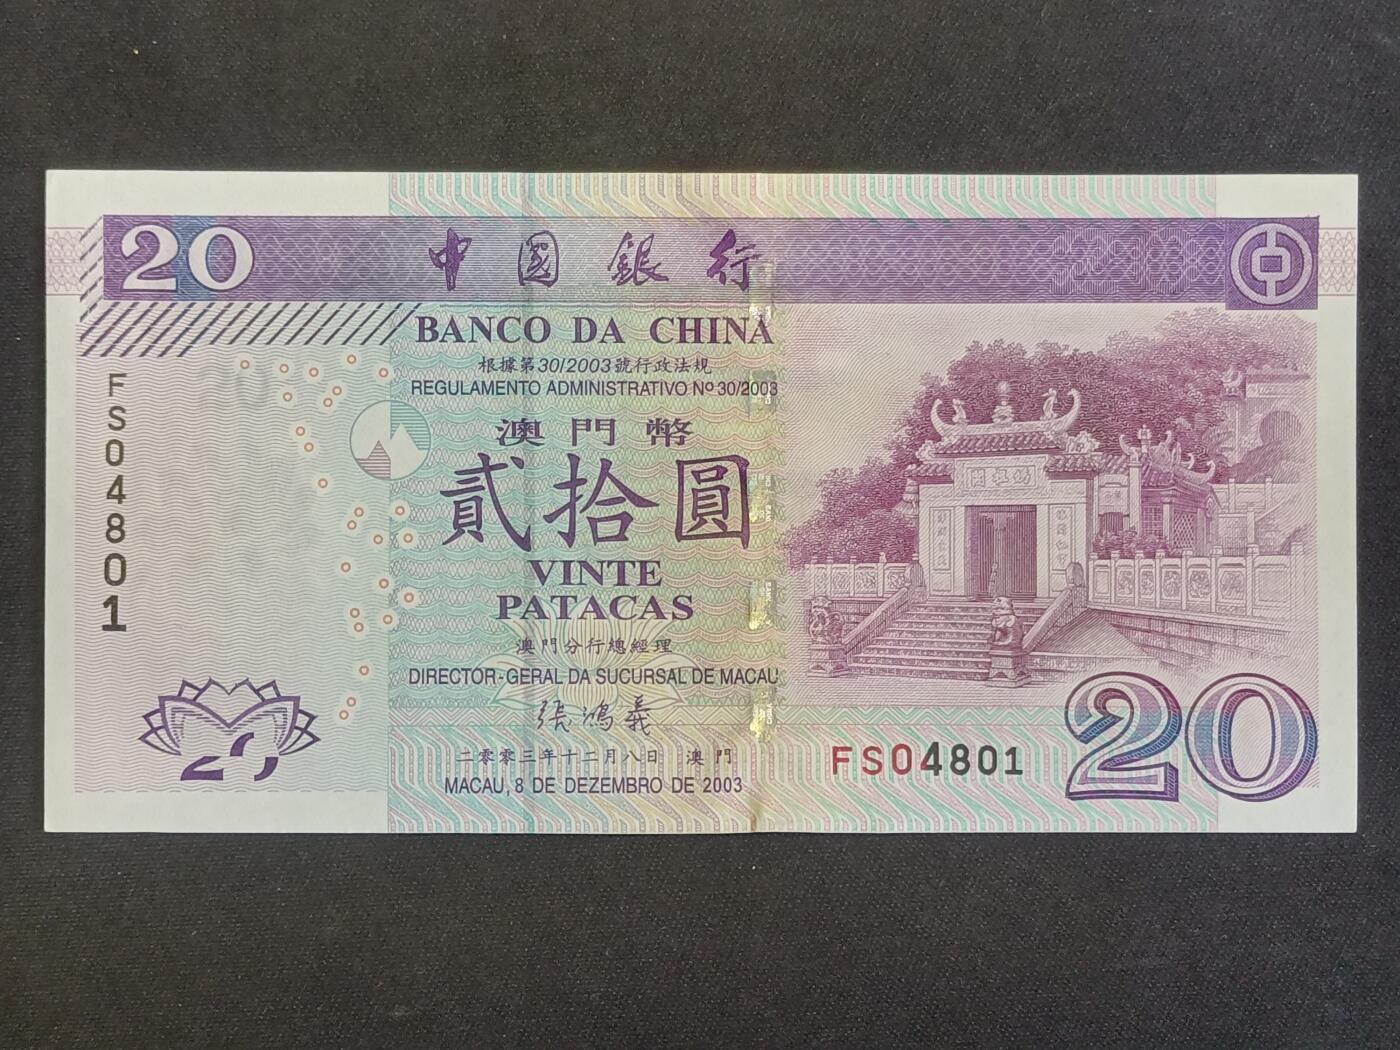 20
中國銀行
BANCO DA CHINA
根據第30/2003號行政法規
REGULAMENTO ADMINISTRATIVO Nº 30/2003
澳門幣
貳拾圓
VINTE
PATACAS
澳門分行總經理
DIRECTOR-GERAL DA SUCURSAL DE MACAU
張鴻義
二零零三年十二月八日 澳門
MACAU, 8 DE DEZEMBRO DE 2003
FS04801
FS04801
20